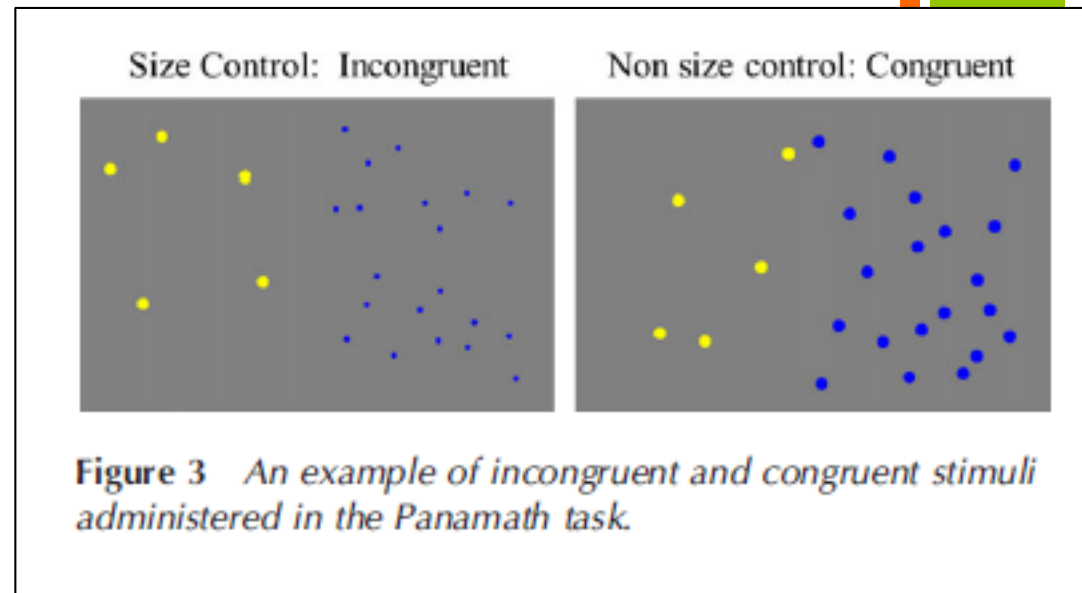 Size Control: Incongruent
Non size control: Congruent
Figure 3 An example of incongruent and congruent stimuli
administered in the Panamath task.